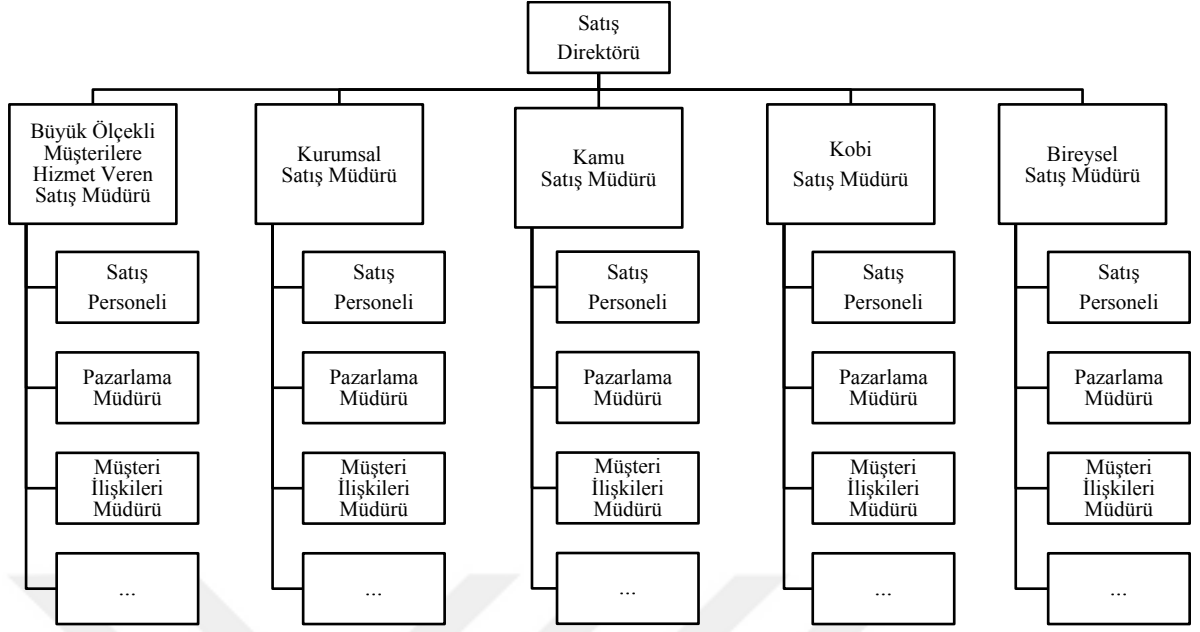 Satış
Direktörü
Büyük Ölçekli
Müşterilere
Hizmet Veren
Satış Müdürü
Kurumsal
Satış Müdürü
Kamu
Satış Müdürü
Kobi
Satış Müdürü
Bireysel
Satış Müdürü
Satış
Personeli
Satış
Personeli
Satış
Personeli
Satış
Personeli
Satış
Personeli
Pazarlama
Müdürü
Pazarlama
Müdürü
Pazarlama
Müdürü
Pazarlama
Müdürü
Pazarlama
Müdürü
Müşteri
İlişkileri
Müdürü
Müşteri
İlişkileri
Müdürü
Müşteri
İlişkileri
Müdürü
Müşteri
İlişkileri
Müdürü
Müşteri
İlişkileri
Müdürü
...
...
...
...
...